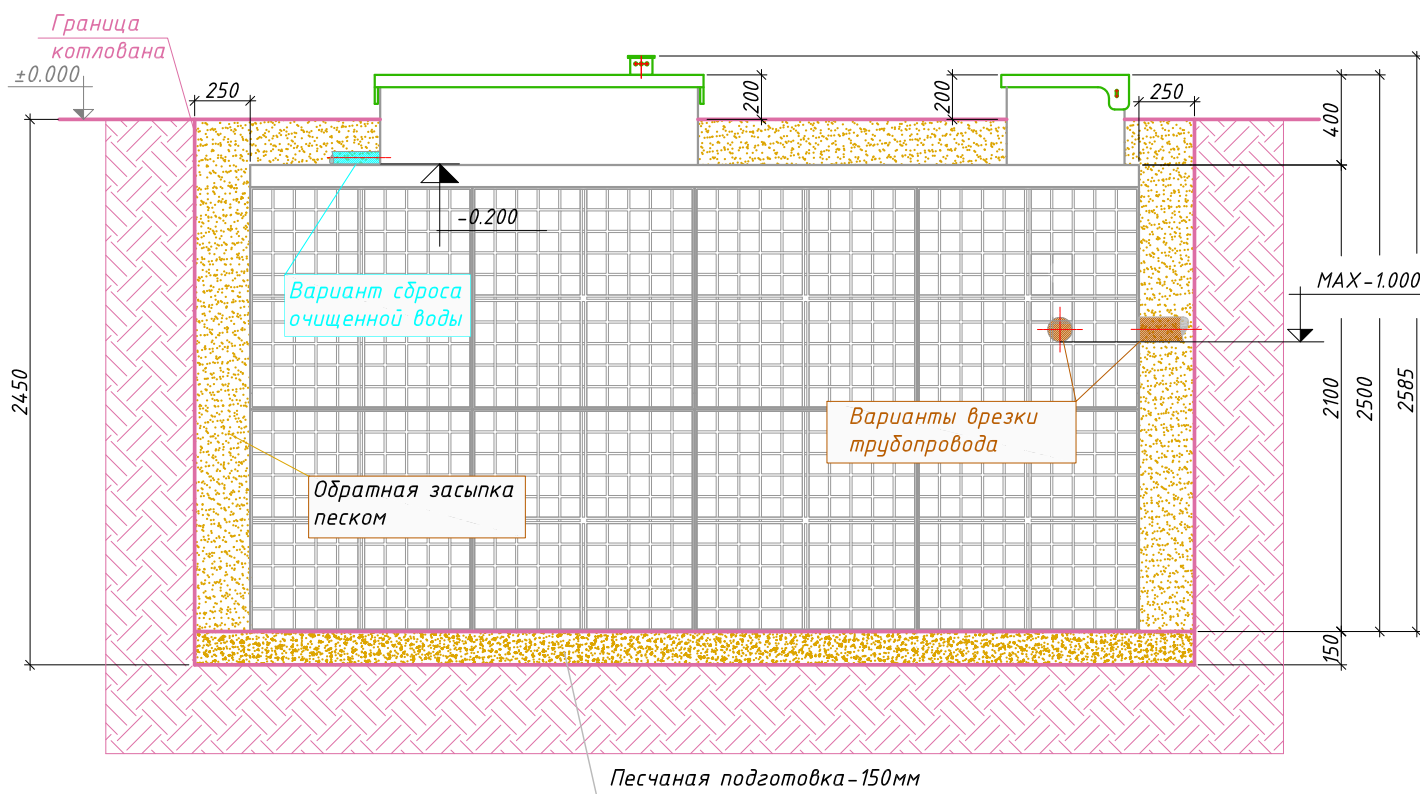 Граница
котлована
±0.000
250
200
200
250
400
-0.200
Вариант сброса
очищенной воды
MAX-1.000
2450
2100
2500
2585
Варианты врезки
трубопровода
Обратная засыпка
песком
150
Песчаная подготовка-150мм